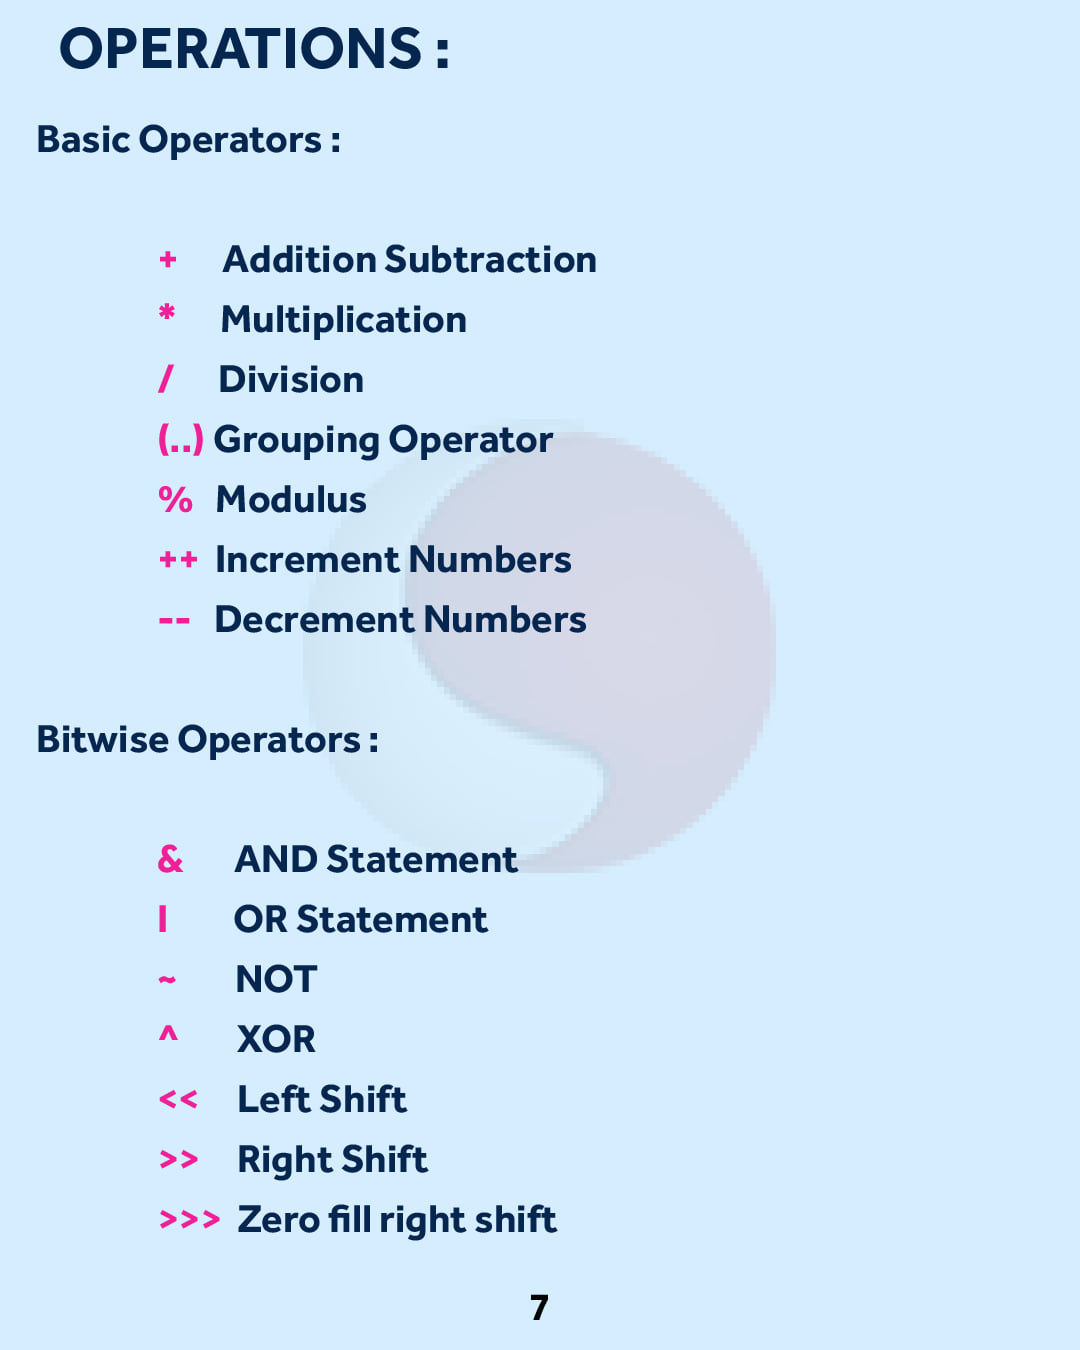 OPERATIONS :
Basic Operators :
+ Addition Subtraction
* Multiplication
/ Division
(..) Grouping Operator
% Modulus
++ Increment Numbers
-- Decrement Numbers
Bitwise Operators :
& AND Statement
| OR Statement
~ NOT
^ XOR
<< Left Shift
>> Right Shift
>>> Zero fill right shift
7